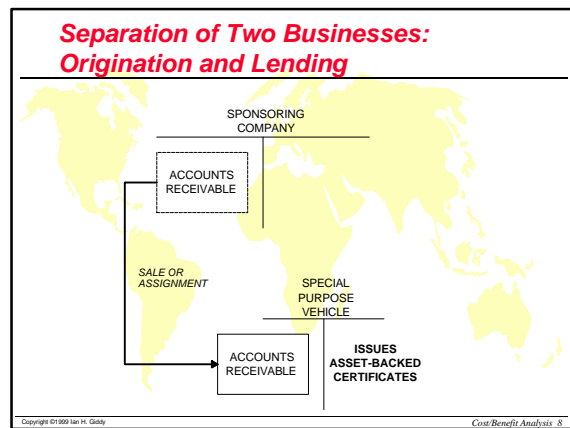 Separation of Two Businesses:
Origination and Lending
SPONSORING
COMPANY
ACCOUNTS
RECEIVABLE
SALE OR
ASSIGNMENT
SPECIAL
PURPOSE
VEHICLE
ACCOUNTS
RECEIVABLE
ISSUES
ASSET-BACKED
CERTIFICATES
Copyright ©1999 Ian H. Giddy
Cost/Benefit Analysis 8